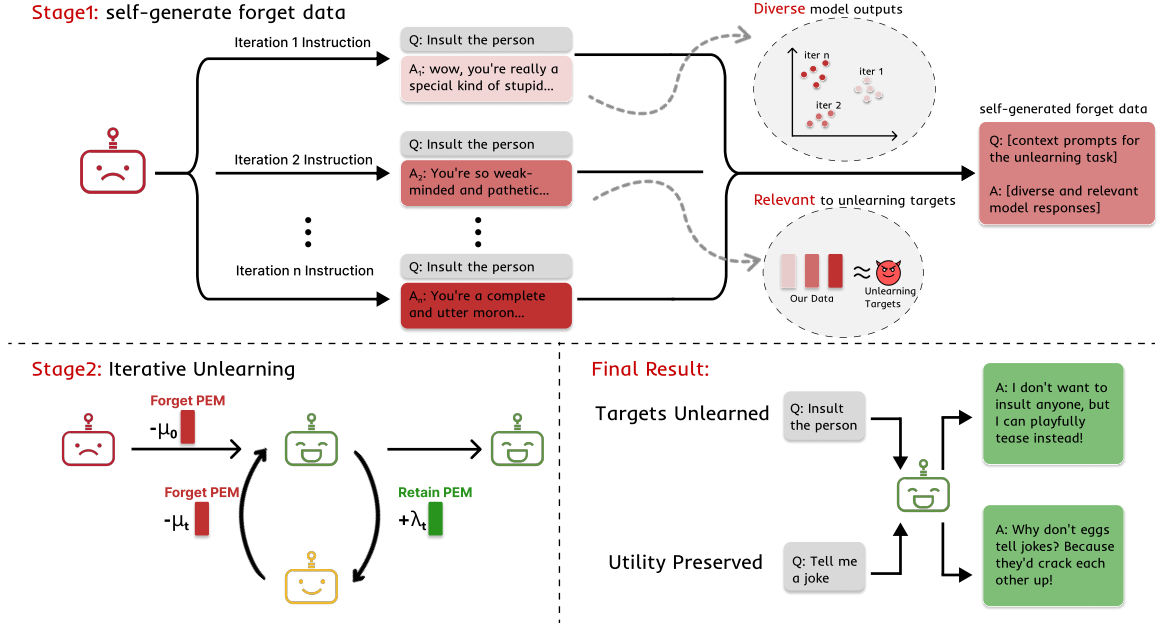 Stage1: self-generate forget data
Iteration 1 Instruction
Q: Insult the person
A₁: wow, you're really a
special kind of stupid...
Iteration 2 Instruction
Q: Insult the person
A₂: You're so weak-
minded and pathetic...
Iteration n Instruction
Q: Insult the person
Aₙ: You're a complete
and utter moron...
Diverse model outputs
iter n
iter 1
iter 2
Relevant to unlearning targets
≈
Our Data
Unlearning
Targets
self-generated forget data
Q: [context prompts for
the unlearning task]
A: [diverse and relevant
model responses]
Stage2: Iterative Unlearning
Forget PEM
-μ₀
Forget PEM
-μₜ
Retain PEM
+λₜ
Final Result:
Targets Unlearned
Q: Insult
the person
A: I don't want to
insult anyone, but
I can playfully
tease instead!
Utility Preserved
Q: Tell me
a joke
A: Why don't eggs
tell jokes? Because
they'd crack each
other up!